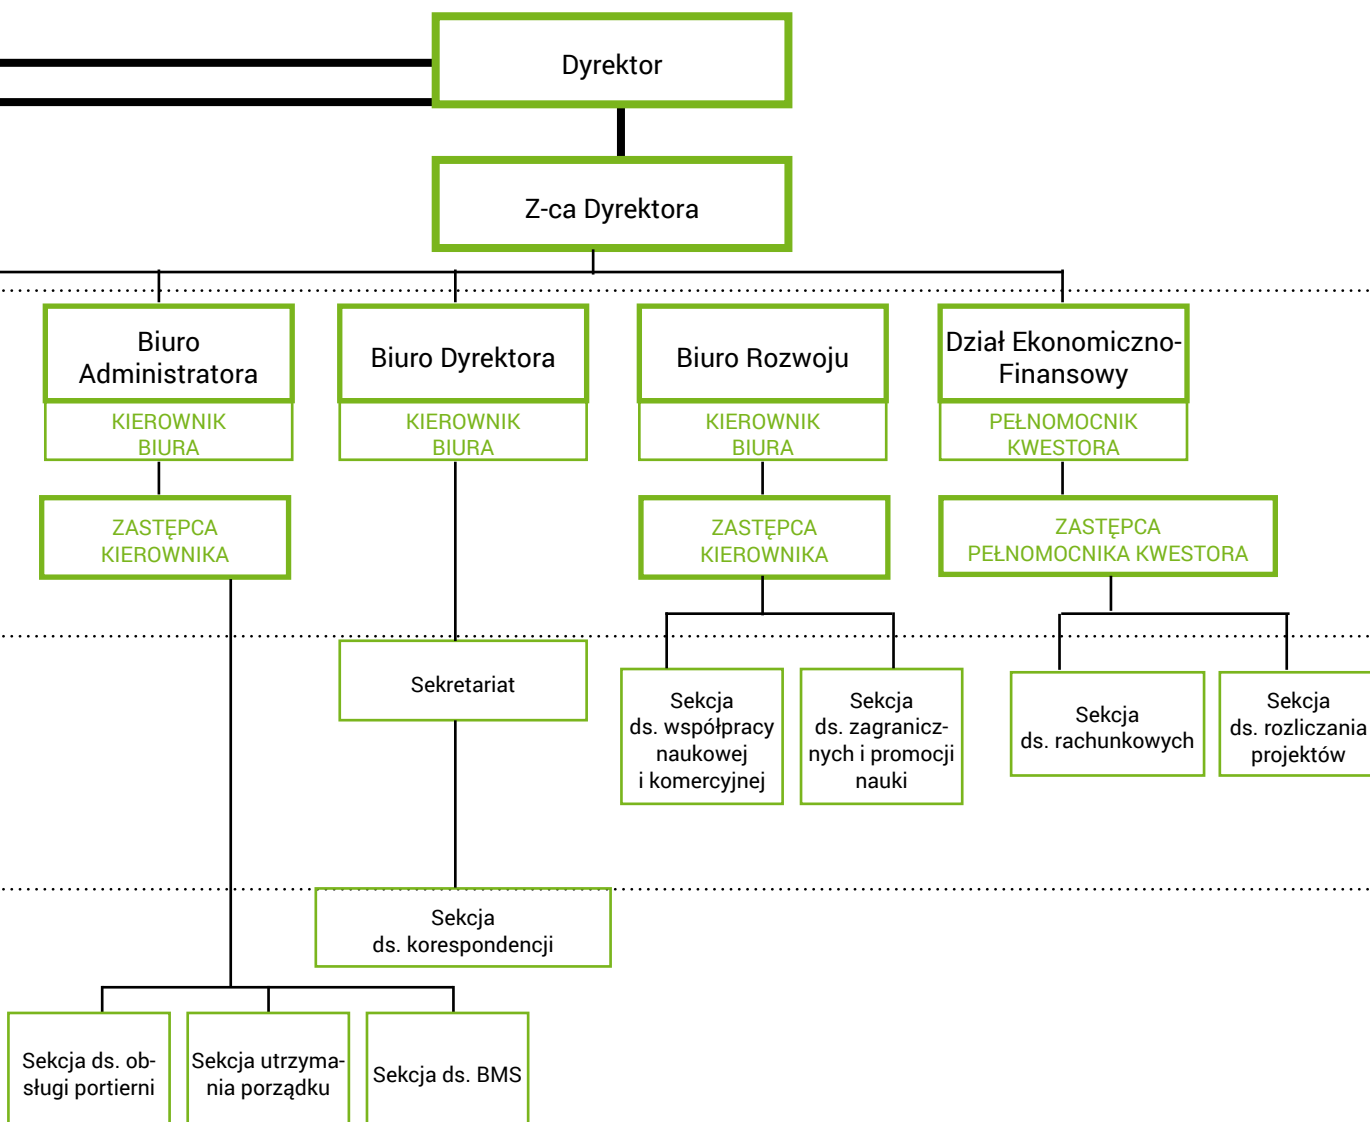 Dyrektor
Z-ca Dyrektora
Biuro
Administratora
KIEROWNIK
BIURA
ZASTĘPCA
KIEROWNIKA
Biuro Dyrektora
KIEROWNIK
BIURA
Biuro Rozwoju
KIEROWNIK
BIURA
ZASTĘPCA
KIEROWNIKA
Dział Ekonomiczno-
Finansowy
PEŁNOMOCNIK
KWESTORA
ZASTĘPCA
PEŁNOMOCNIKA KWESTORA
Sekretariat
Sekcja
ds. współpracy
naukowej
i komercyjnej
Sekcja
ds. zagranicz-
nych i promocji
nauki
Sekcja
ds. rachunkowych
Sekcja
ds. rozliczania
projektów
Sekcja
ds. korespondencji
Sekcja ds. ob-
sługi portierni
Sekcja utrzyma-
nia porządku
Sekcja ds. BMS